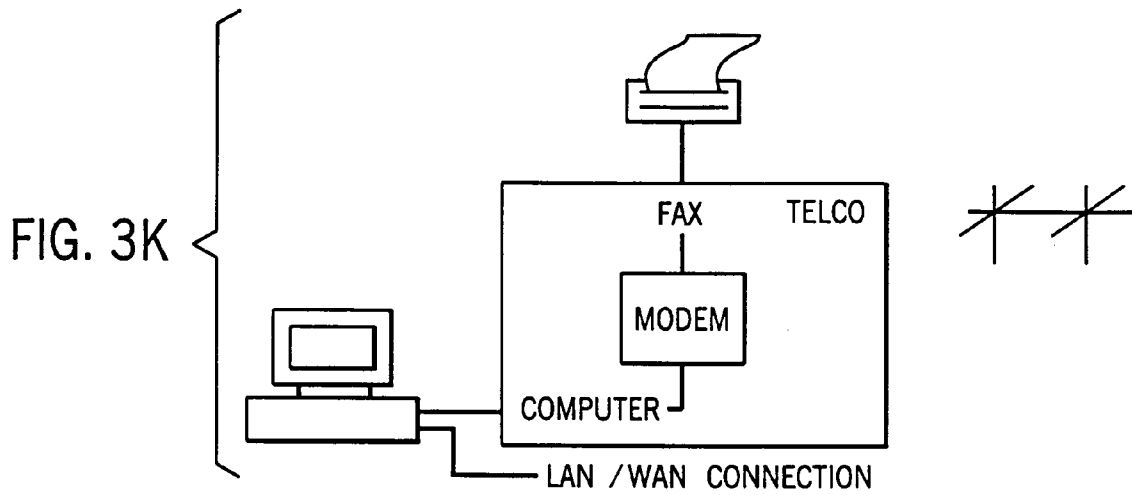 FIG. 3K
FAX
TELCO
MODEM
COMPUTER
LAN / WAN CONNECTION